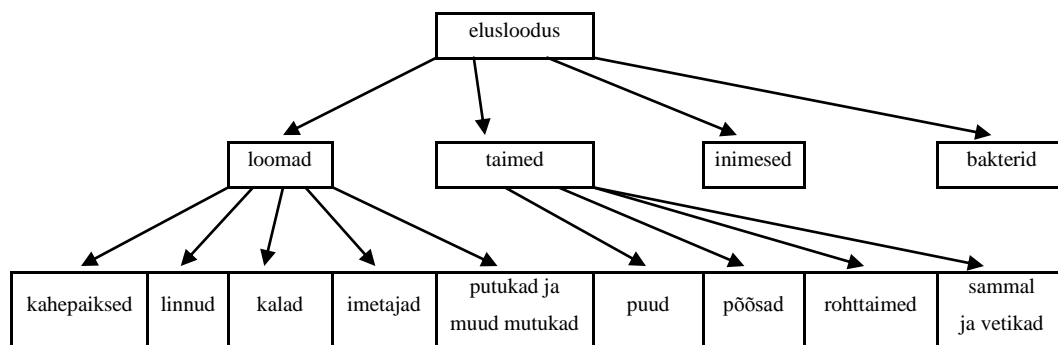 elusloodus
loomad
taimed
inimesed
bakterid
kahepaiksed
linnud
kalad
imetajad
putukad ja
muud mutukad
puud
põõsad
rohttaimed
sammal
ja vetikad